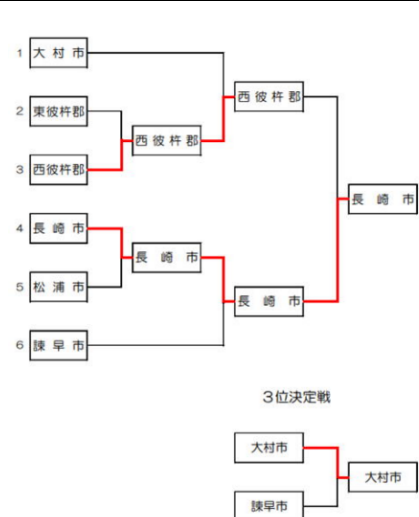 1 大村市
西彼杵郡
2 東彼杵郡
西彼杵郡
3 西彼杵郡
長崎市
4 長崎市
長崎市
5 松浦市
長崎市
6 諫早市
3位決定戦
大村市
大村市
諫早市